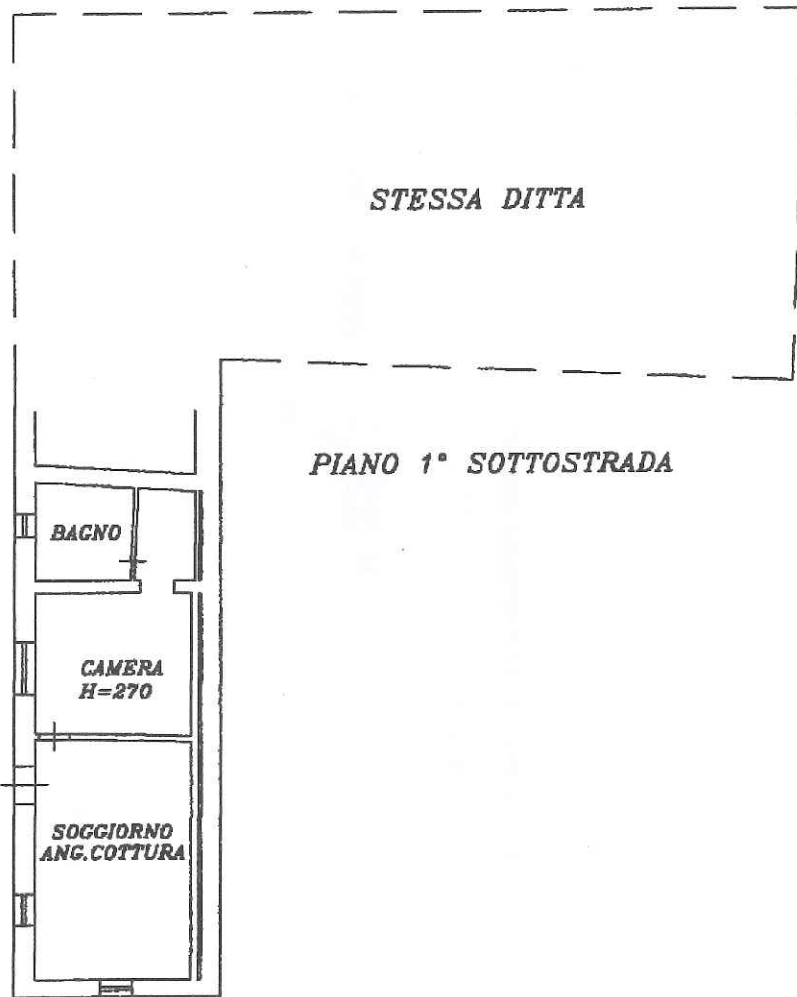 STESSA DITTA
PIANO 1° SOTTOSTRADA
BAGNO
CAMERA
H=270
SOGGIORNO
ANG.COTTURA